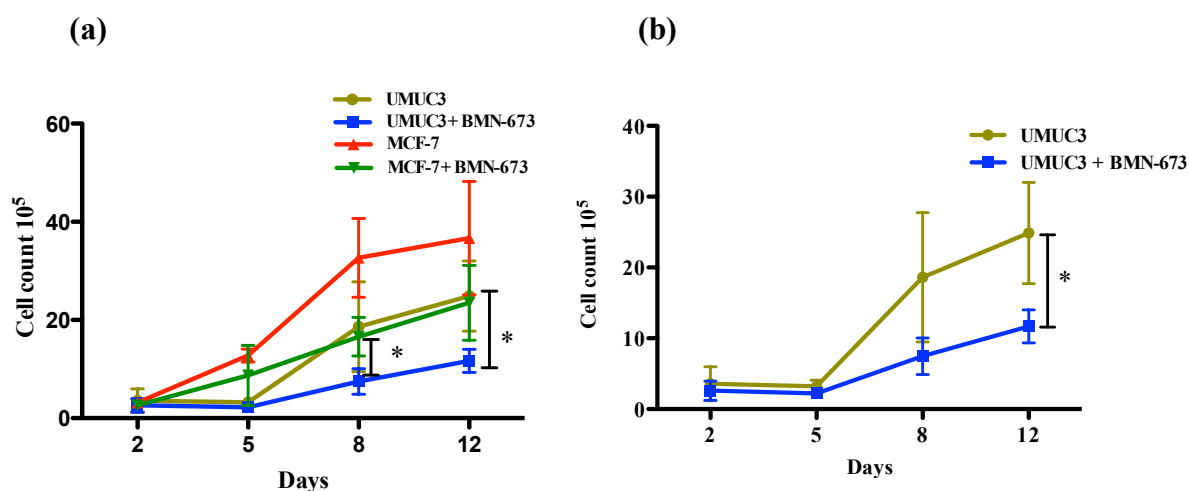 (a)
UMUC3
UMUC3+BMN-673
MCF-7
MCF-7+BMN-673
60
40
20
0
Cell count 10⁵
*
*
2 5 8 12
Days
(b)
UMUC3
UMUC3 + BMN-673
40
30
20
10
0
Cell count 10⁵
*
2 5 8 12
Days